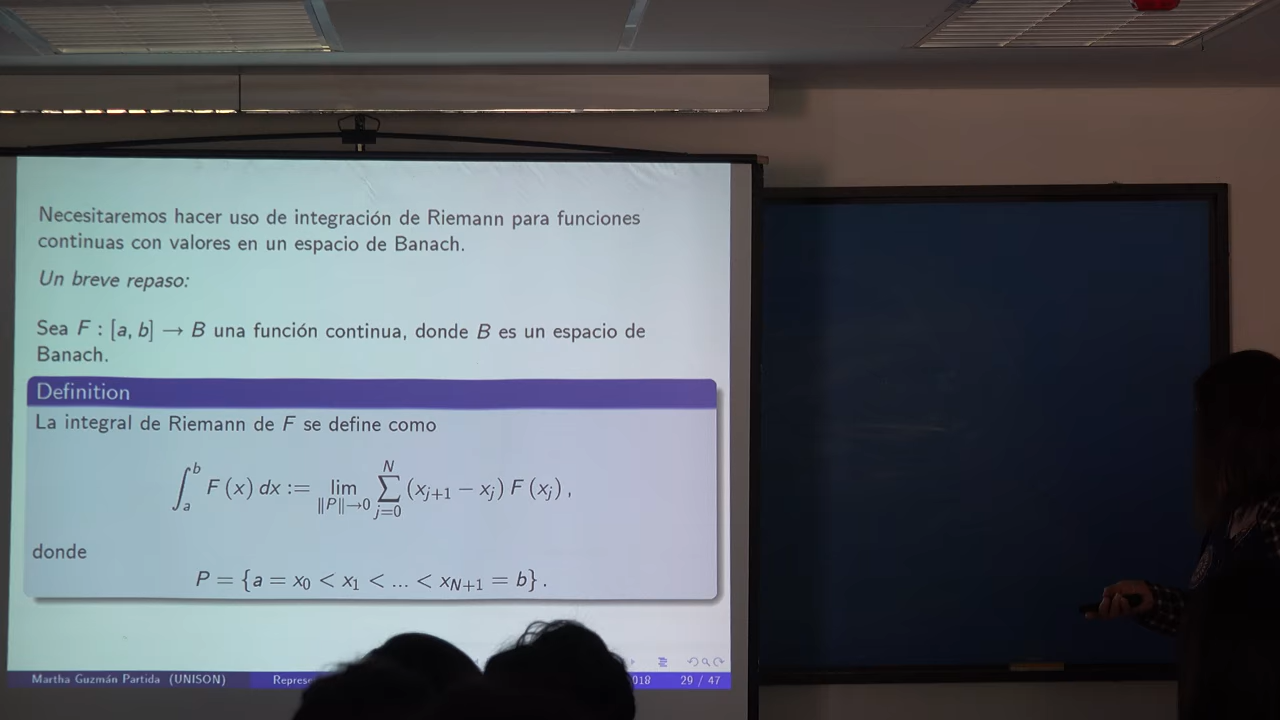 Necesitaremos hacer uso de integración de Riemann para funciones
continuas con valores en un espacio de Banach.
Un breve repaso:
Sea F : [a, b] → B una función continua, donde B es un espacio de
Banach.
Definition
La integral de Riemann de F se define como
∫_a^b F (x) dx := lim_{‖P‖→0} ∑_{j=0}^N (x_{j+1} − x_j) F (x_j) ,
donde
P = {a = x_0 < x_1 < ... < x_{N+1} = b} .
Martha Guzmán Partida (UNISON) 29 / 47